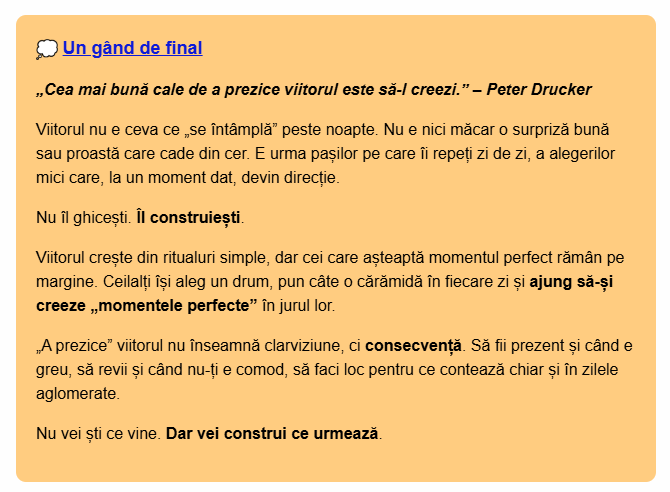 Un gând de final
„Cea mai bună cale de a prezice viitorul este să-l creezi.” – Peter Drucker
Viitorul nu e ceva ce „se întâmplă” peste noapte. Nu e nici măcar o surpriză bună
sau proastă care cade din cer. E urma pașilor pe care îi repeți zi de zi, a alegerilor
mici care, la un moment dat, devin direcție.
Nu îl ghicești. Îl construiești.
Viitorul crește din ritualuri simple, dar cei care așteaptă momentul perfect rămân pe
margine. Ceilalți își aleg un drum, pun câte o cărămidă în fiecare zi și ajung să-și
creeze „momentele perfecte” în jurul lor.
„A prezice” viitorul nu înseamnă clarviziune, ci consecvență. Să fii prezent și când e
greu, să revii și când nu-ți e comod, să faci loc pentru ce contează chiar și în zilele
aglomerate.
Nu vei ști ce vine. Dar vei construi ce urmează.